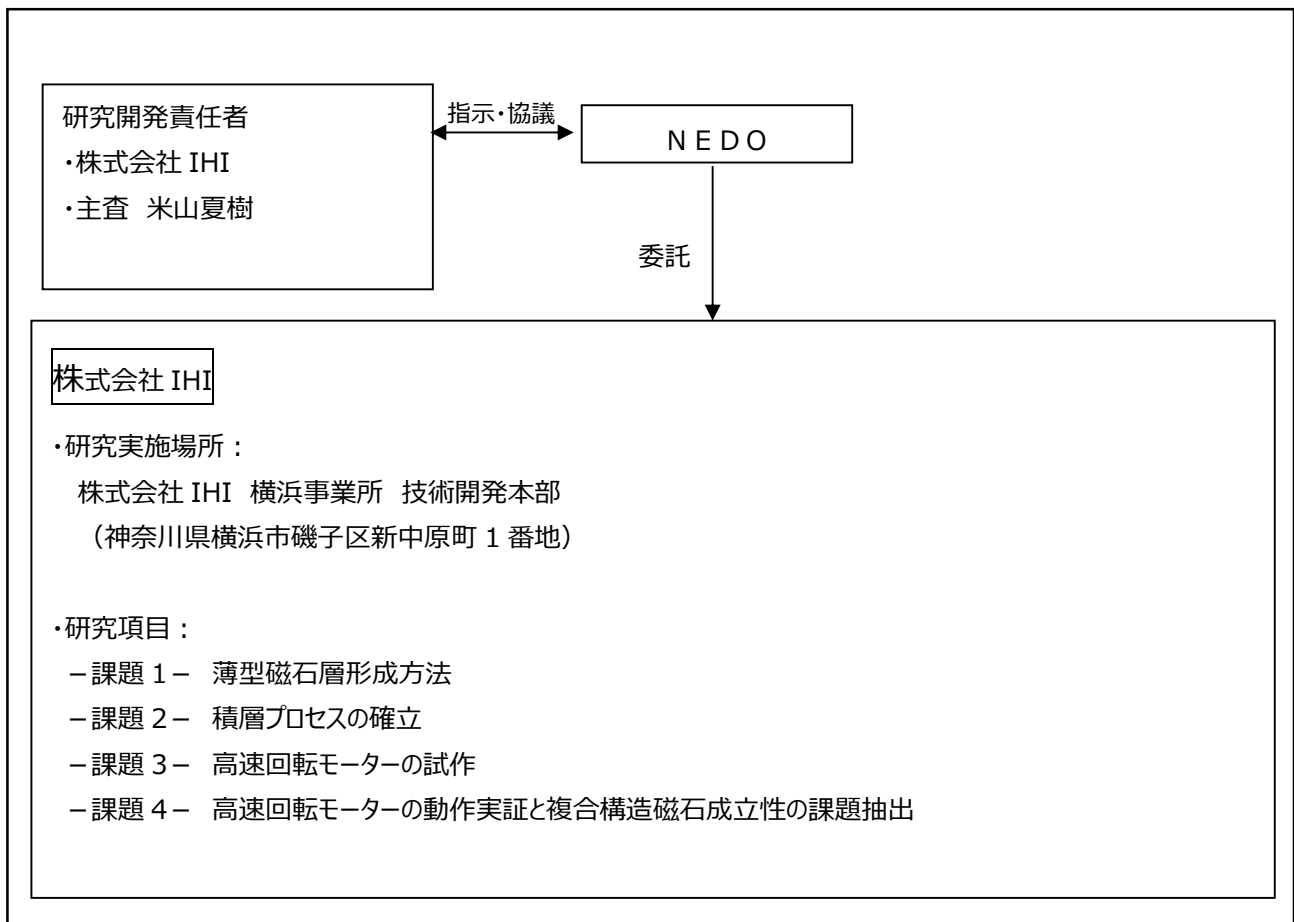 研究開発責任者
・株式会社 IHI
・主査 米山夏樹
指示・協議
NEDO
委託
株式会社 IHI
・研究実施場所：
株式会社 IHI 横浜事業所 技術開発本部
（神奈川県横浜市磯子区新中原町 1 番地）
・研究項目：
－課題 1－ 薄型磁石層形成方法
－課題 2－ 積層プロセスの確立
－課題 3－ 高速回転モーターの試作
－課題 4－ 高速回転モーターの動作実証と複合構造磁石成立性の課題抽出